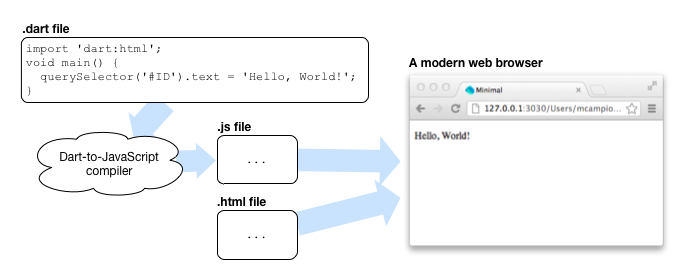 .dart file
import 'dart:html';
void main() {
  querySelector('#ID').text = 'Hello, World!';
}
Dart-to-JavaScript
compiler
.js file
...
.html file
...
A modern web browser
Minimal
127.0.0.1:3030/Users/mcampio...
Hello, World!